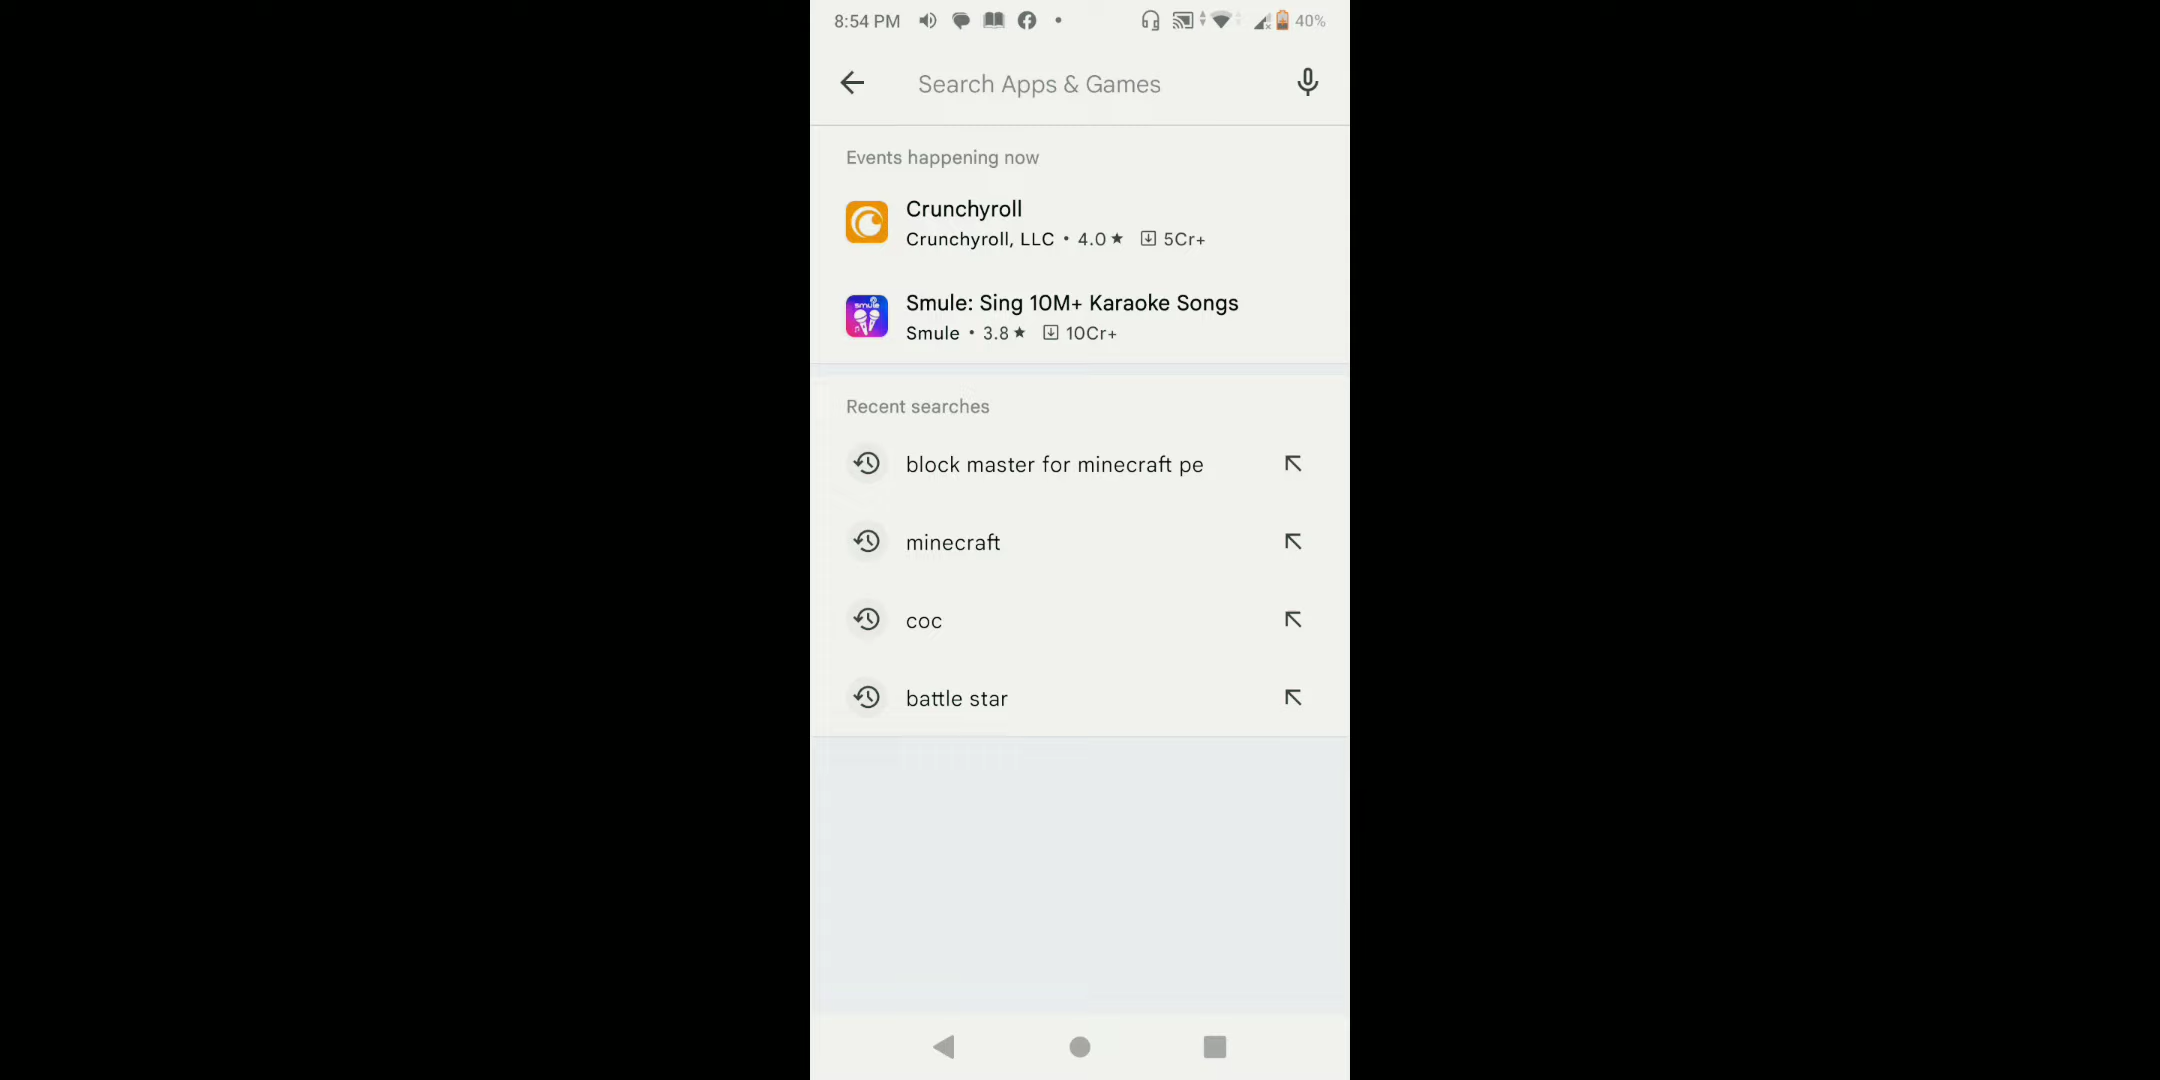 8:54 PM
40%
Search Apps & Games
Events happening now
Crunchyroll
Crunchyroll, LLC • 4.0★ 5Cr+
smule
Smule: Sing 10M+ Karaoke Songs
Smule • 3.8★ 10Cr+
Recent searches
block master for minecraft pe
minecraft
coc
battle star